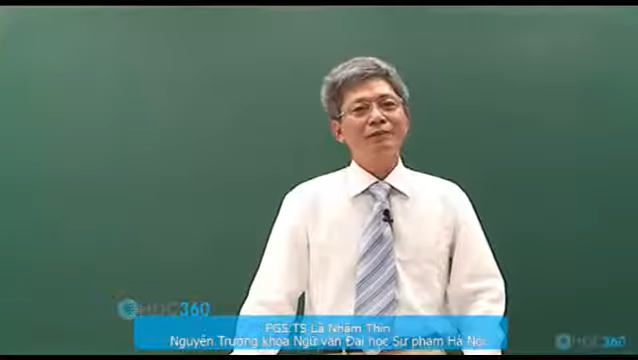 HOC360
PGS.TS Lã Nhâm Thìn
Nguyên Trưởng khoa Ngữ văn Đại học Sư phạm Hà Nội
HOC360